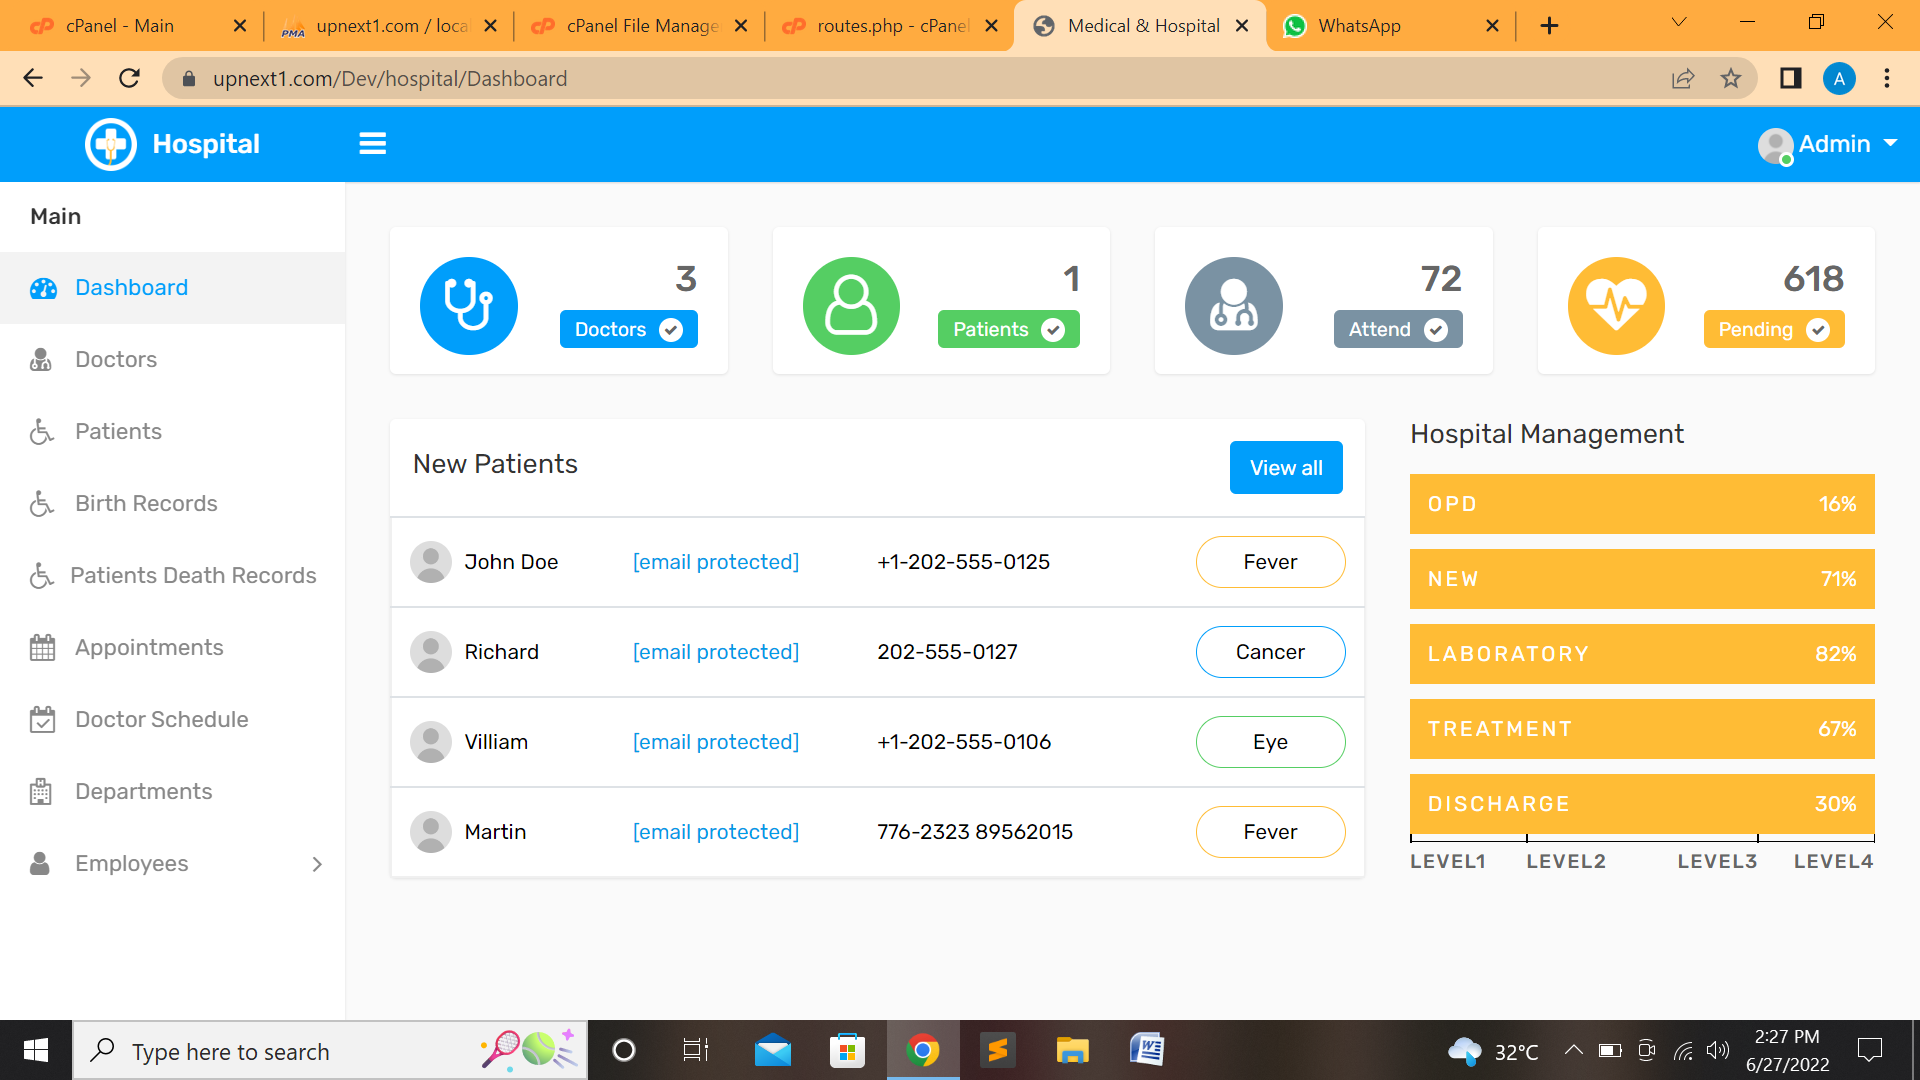 cPanel - Main
upnext1.com / loca
cPanel File Manage
routes.php - cPanel
Medical & Hospital
WhatsApp
upnext1.com/Dev/hospital/Dashboard
A
Hospital
Admin
Main
Dashboard
Doctors
Patients
Birth Records
Patients Death Records
Appointments
Doctor Schedule
Departments
Employees
3
Doctors
1
Patients
72
Attend
618
Pending
New Patients
View all
John Doe [email protected] +1-202-555-0125 Fever
Richard [email protected] 202-555-0127 Cancer
Villiam [email protected] +1-202-555-0106 Eye
Martin [email protected] 776-2323 89562015 Fever
Hospital Management
OPD 16%
NEW 71%
LABORATORY 82%
TREATMENT 67%
DISCHARGE 30%
LEVEL1 LEVEL2 LEVEL3 LEVEL4
Type here to search
32°C
2:27 PM
6/27/2022